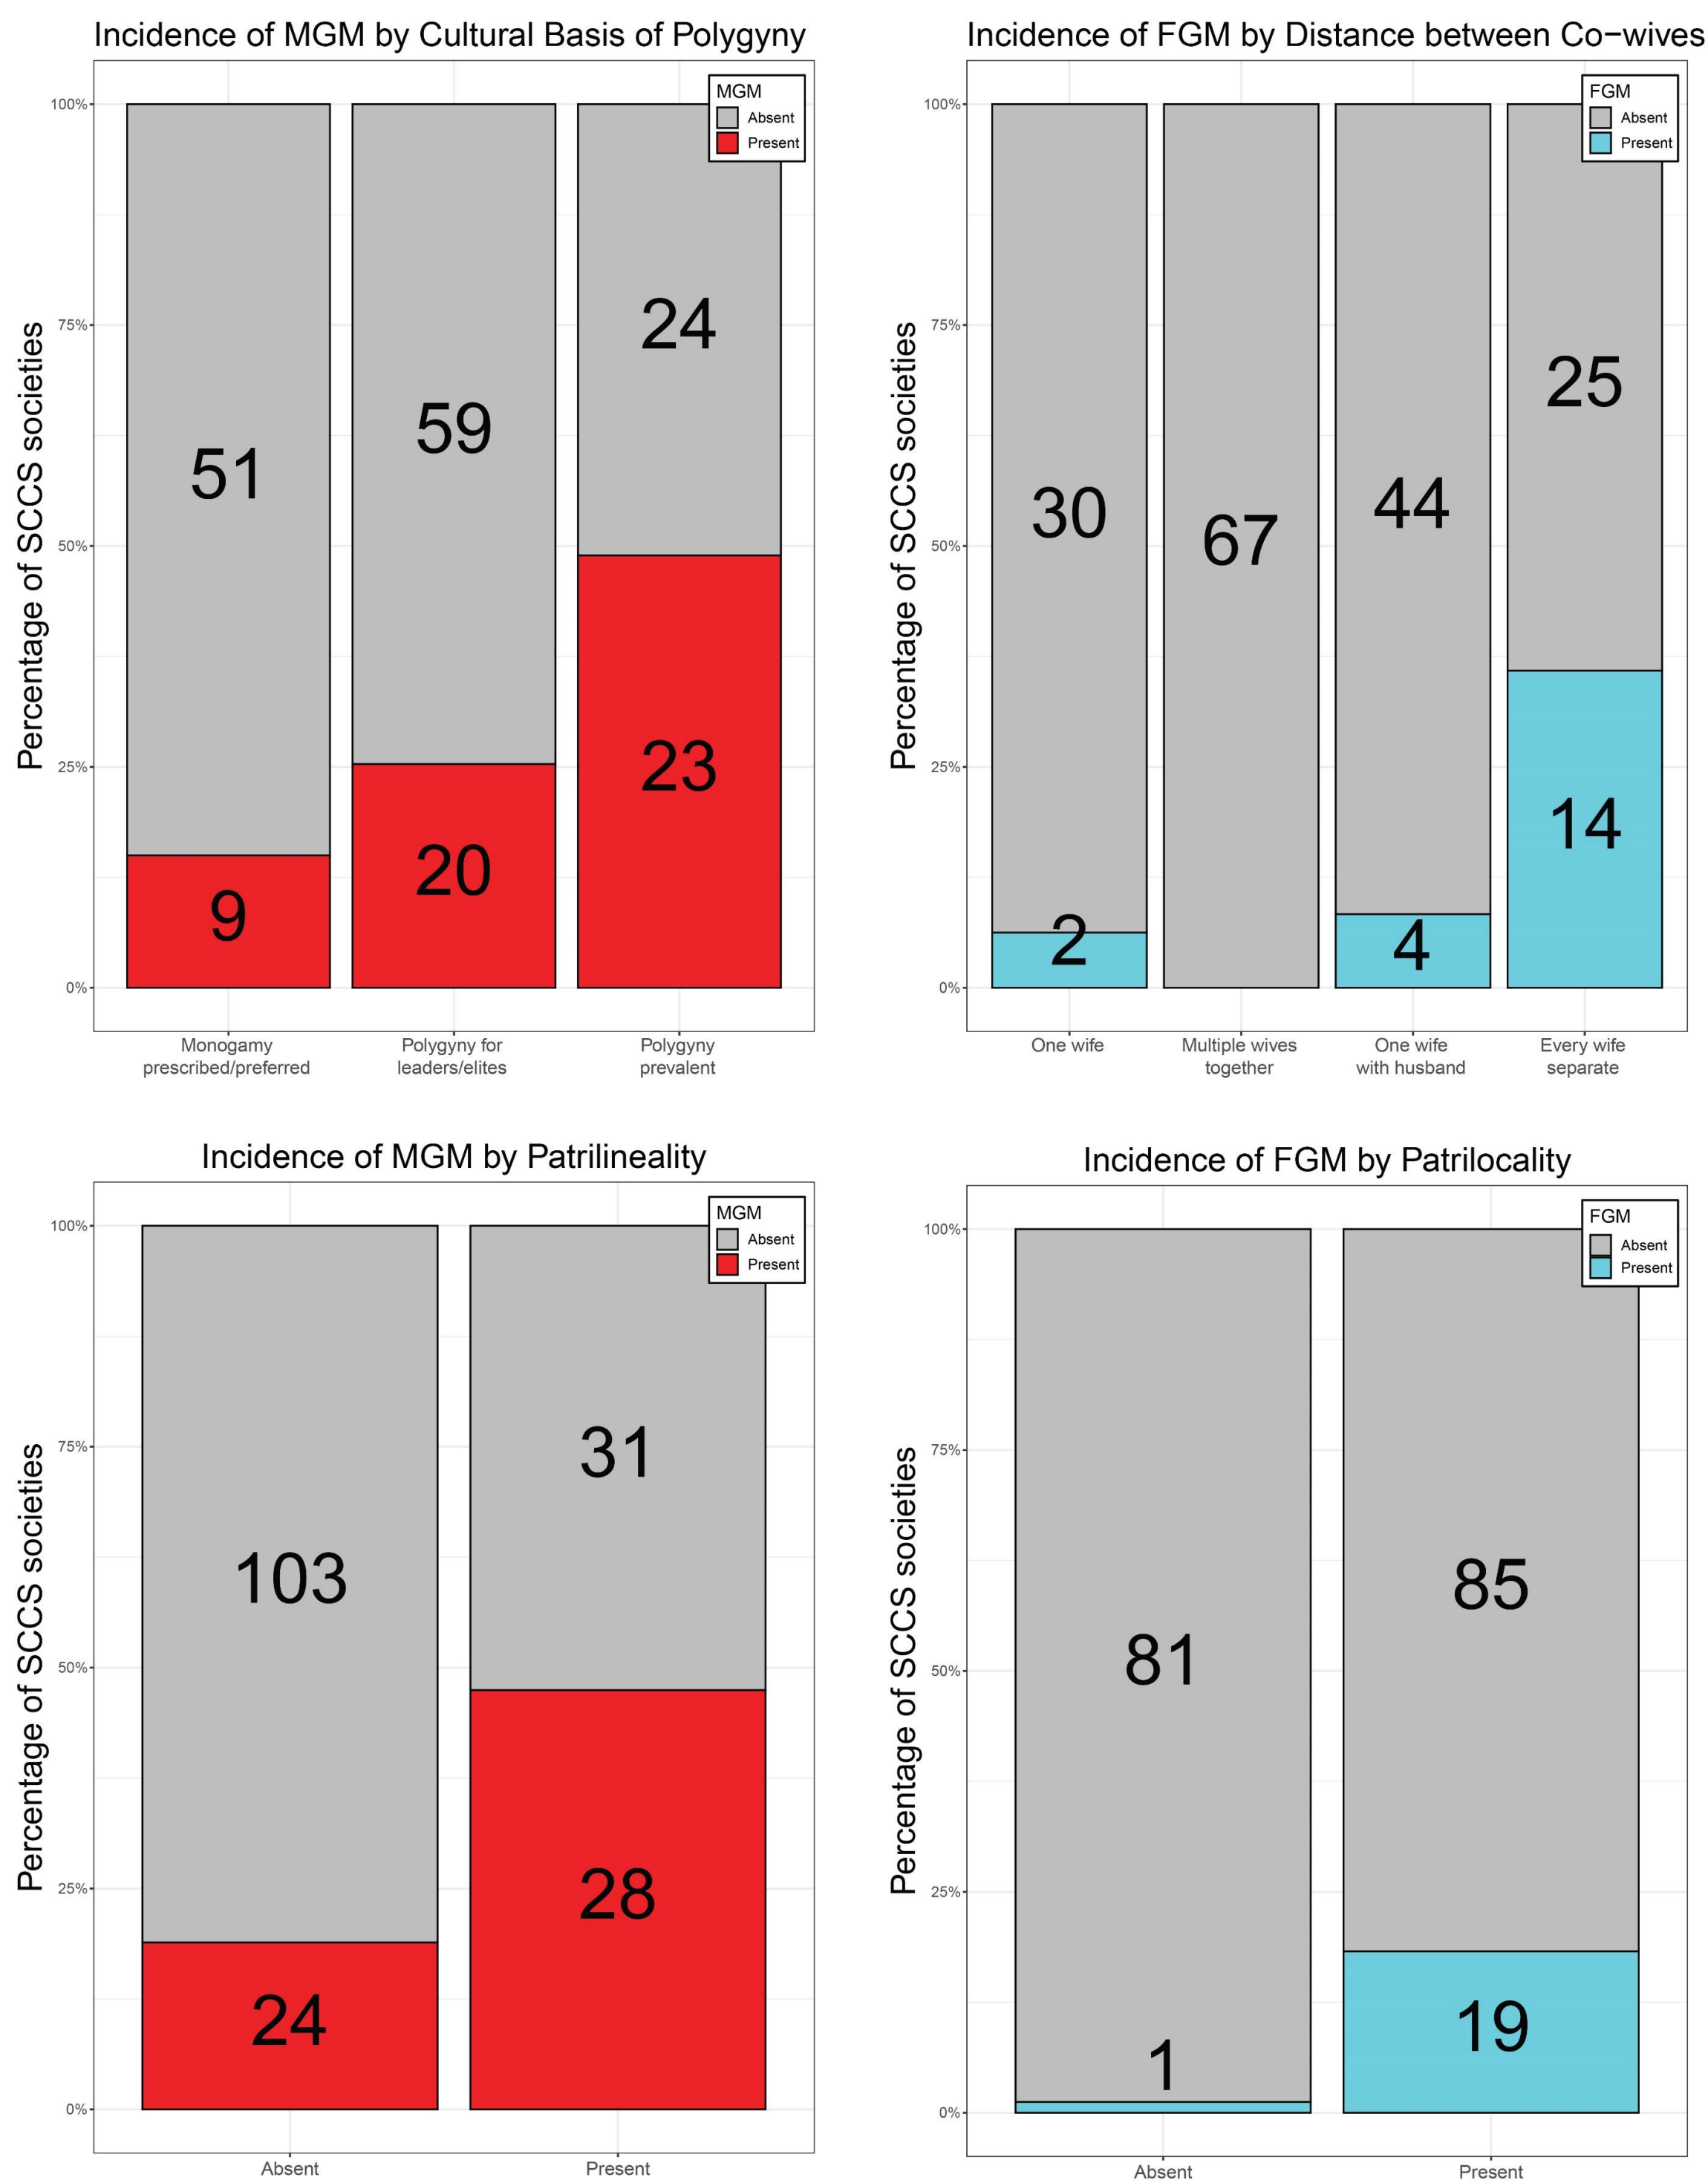 Incidence of MGM by Cultural Basis of Polygyny
MGM
Absent
Present
Percentage of SCCS societies
100%
75%
50%
25%
0%
51
59
24
9
20
23
Monogamy
prescribed/preferred
Polygyny for
leaders/elites
Polygyny
prevalent
Incidence of FGM by Distance between Co−wives
FGM
Absent
Present
Percentage of SCCS societies
100%
75%
50%
25%
0%
30
67
44
25
2
4
14
One wife
Multiple wives
together
One wife
with husband
Every wife
separate
Incidence of MGM by Patrilineality
MGM
Absent
Present
Percentage of SCCS societies
100%
75%
50%
25%
0%
103
31
24
28
Absent
Present
Incidence of FGM by Patrilocality
FGM
Absent
Present
Percentage of SCCS societies
100%
75%
50%
25%
0%
81
85
1
19
Absent
Present